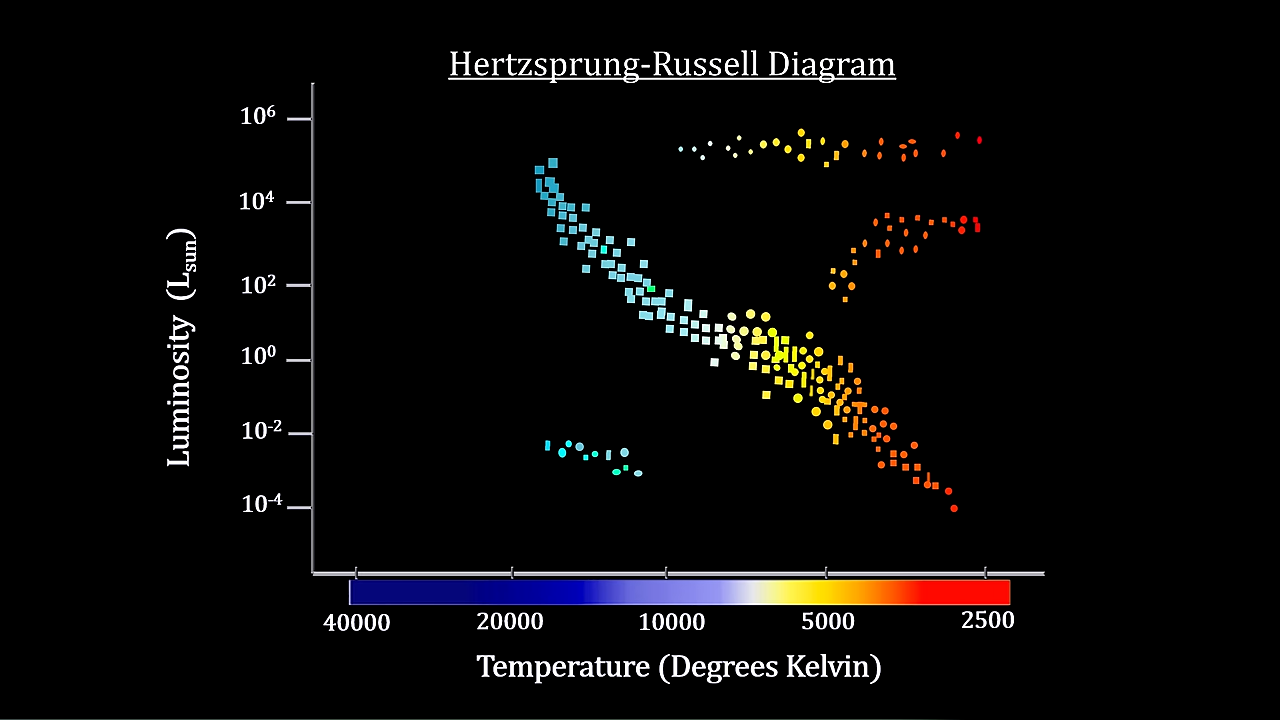 Hertzsprung-Russell Diagram
10⁶
10⁴
10²
10⁰
10⁻²
10⁻⁴
Luminosity (Lsun)
40000 20000 10000 5000 2500
Temperature (Degrees Kelvin)